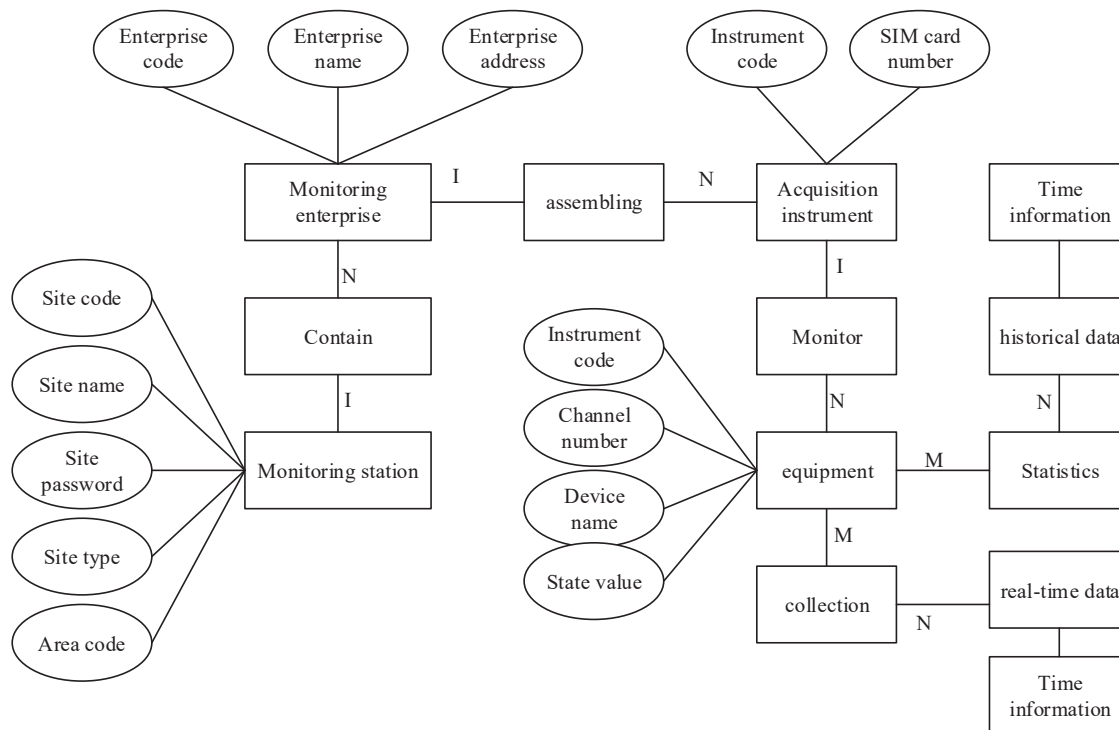 Enterprise
code
Enterprise
name
Enterprise
address
Instrument
code
SIM card
number
Monitoring
enterprise
I
assembling
N
Acquisition
instrument
Time
information
N
I
Site code
Contain
Instrument
code
Monitor
historical data
Site name
I
N
N
Channel
number
Site
password
Monitoring station
equipment
M
Statistics
Device
name
Site type
M
State value
collection
N
real-time data
Area code
Time
information